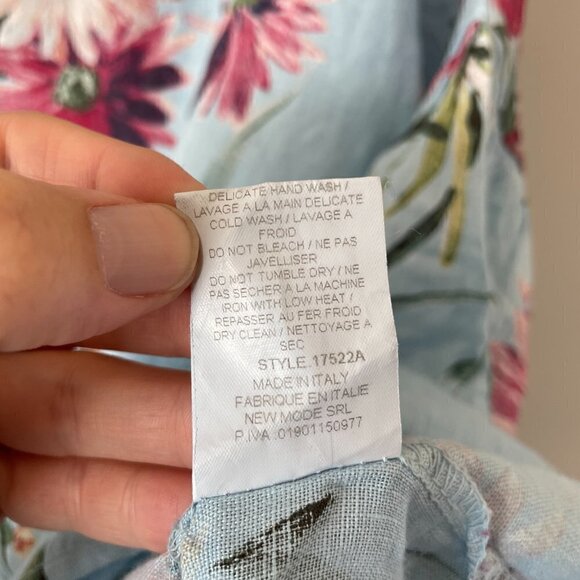 DELICATE HAND WASH /
LAVAGE A LA MAIN DELICATE
COLD WASH / LAVAGE A
FROID
DO NOT BLEACH / NE PAS
JAVELLISER
DO NOT TUMBLE DRY / NE
PAS SÈCHER A LA MACHINE
IRON WITH LOW HEAT /
REPASSER AU FER FROID
DRY CLEAN / NETTOYAGE A
SEC
STYLE.17522A
MADE IN ITALY
FABRIQUE EN ITALIE
NEW MODE SRL
P.IVA :01901150977